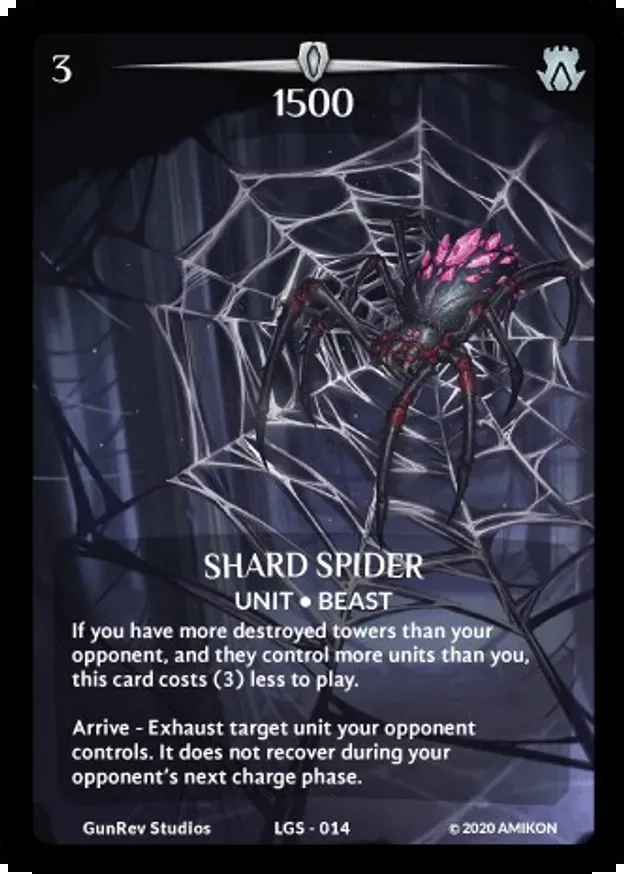 3
1500
SHARD SPIDER
UNIT • BEAST
If you have more destroyed towers than your
opponent, and they control more units than you,
this card costs (3) less to play.
Arrive - Exhaust target unit your opponent
controls. It does not recover during your
opponent's next charge phase.
GunRev Studios LGS - 014 © 2020 AMIKON